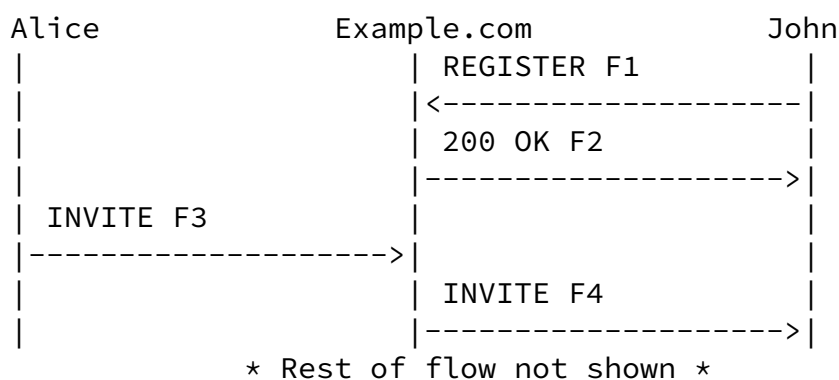 Alice Example.com John
REGISTER F1
200 OK F2
INVITE F3
INVITE F4
* Rest of flow not shown *